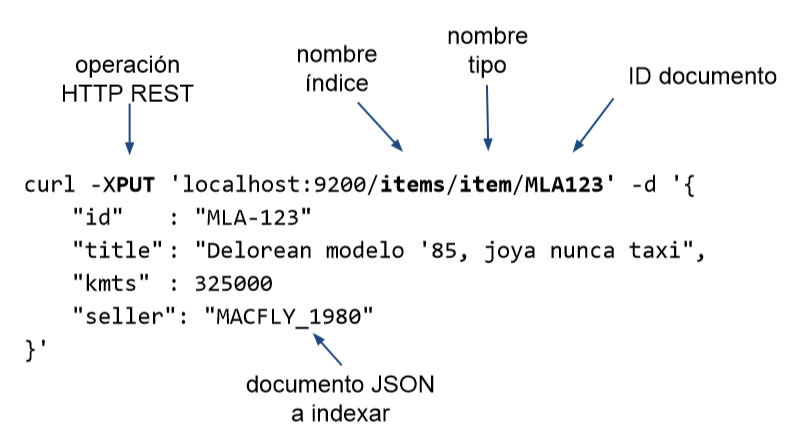 operación
HTTP REST
nombre
índice
nombre
tipo
ID documento
curl -XPUT 'localhost:9200/items/item/MLA123' -d '{
"id" : "MLA-123"
"title": "Delorean modelo '85, joya nunca taxi",
"kmts" : 325000
"seller": "MACFLY_1980"
}'
documento JSON
a indexar